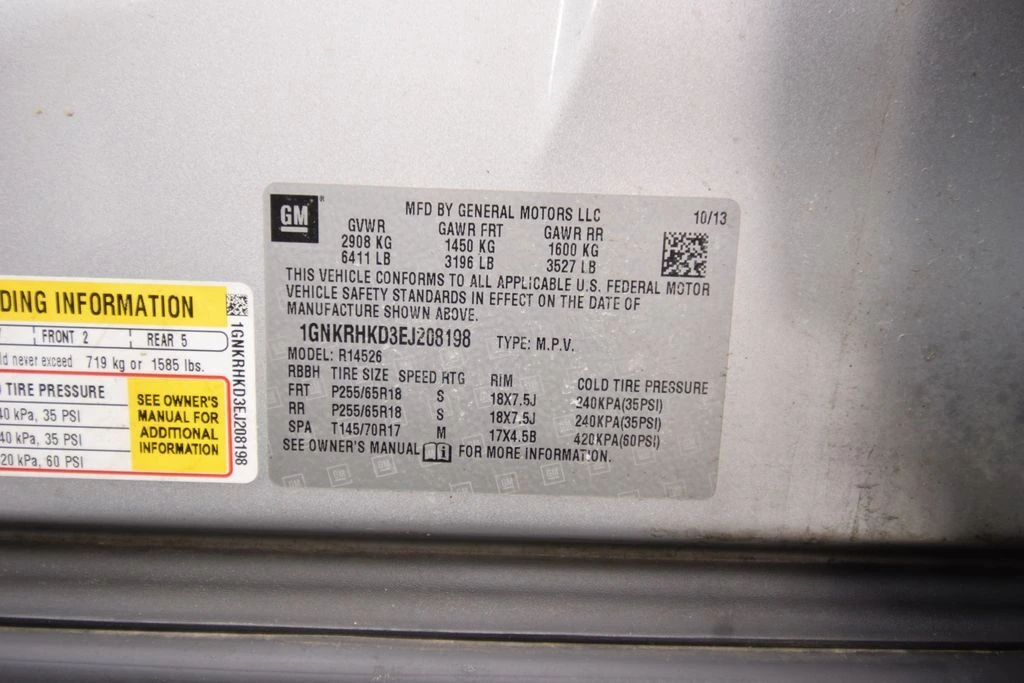 GM
MFD BY GENERAL MOTORS LLC 10/13
GVWR GAWR FRT GAWR RR
2908 KG 1450 KG 1600 KG
6411 LB 3196 LB 3527 LB
THIS VEHICLE CONFORMS TO ALL APPLICABLE U.S. FEDERAL MOTOR
VEHICLE SAFETY STANDARDS IN EFFECT ON THE DATE OF
MANUFACTURE SHOWN ABOVE.
1GNKRHKD3EJ208198 TYPE: M.P.V.
MODEL: R14526
RBBH TIRE SIZE SPEED RTG RIM COLD TIRE PRESSURE
FRT P255/65R18 S 18X7.5J 240KPA(35PSI)
RR P255/65R18 S 18X7.5J 240KPA(35PSI)
SPA T145/70R17 M 17X4.5B 420KPA(60PSI)
SEE OWNER'S MANUAL FOR MORE INFORMATION.
DING INFORMATION
FRONT 2 REAR 5
ld never exceed 719 kg or 1585 lbs.
TIRE PRESSURE
40 kPa, 35 PSI
40 kPa, 35 PSI
20 kPa, 60 PSI
SEE OWNER'S
MANUAL FOR
ADDITIONAL
INFORMATION
1GNKRHKD3EJ208198